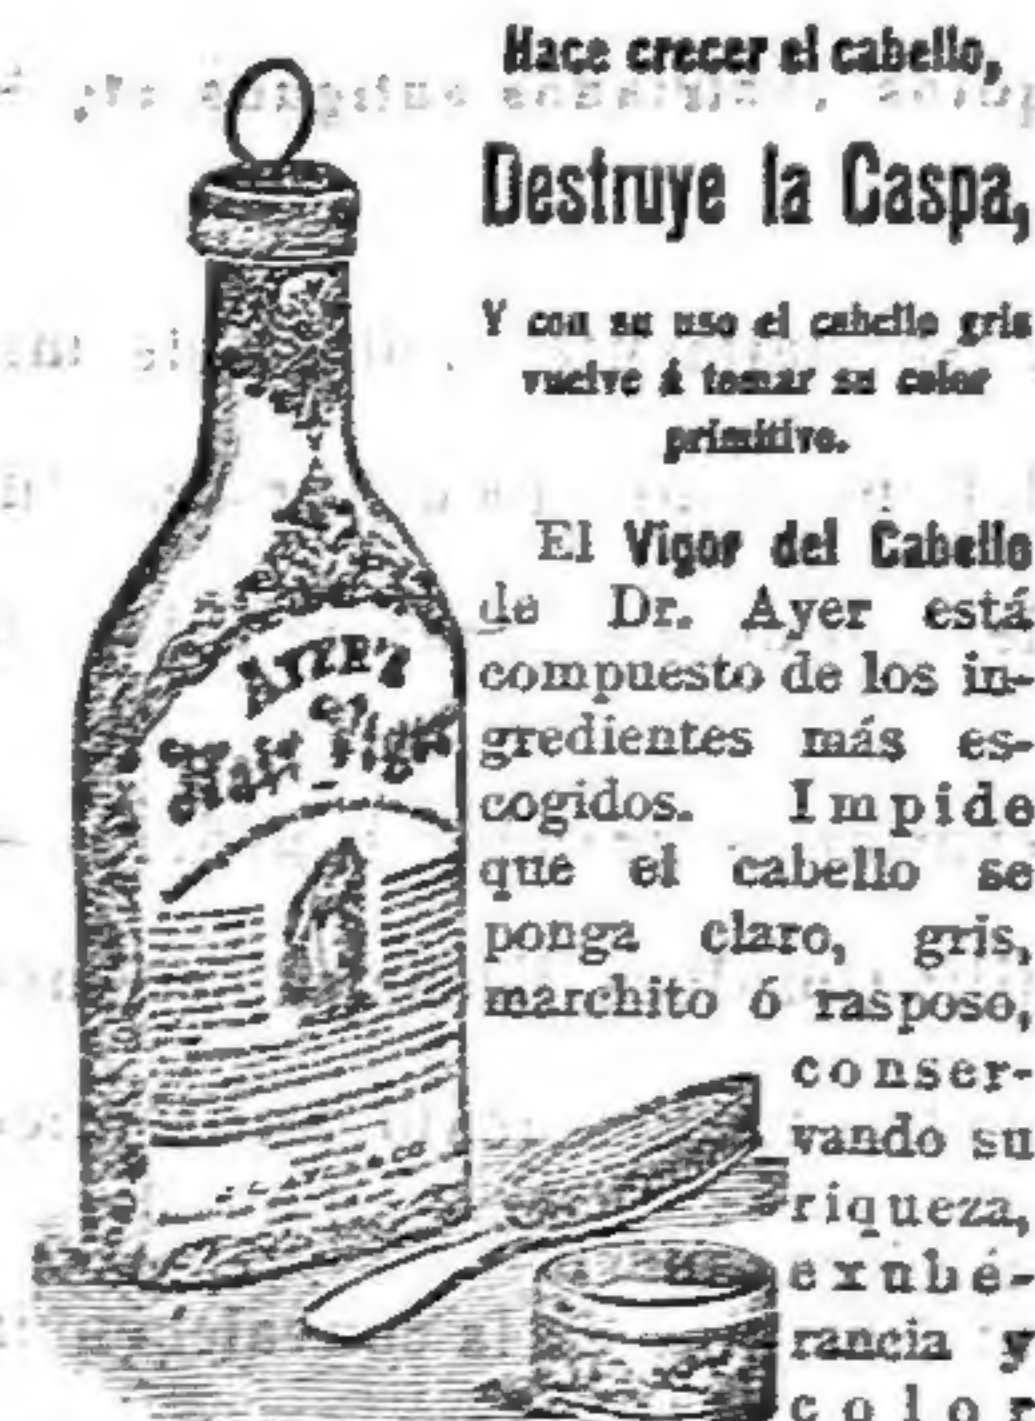 Hace crecer el cabello,
Destruye la Caspa,
Y con su uso el cabello gris
vuelve á tomar su color
primitivo.
El Vigor del Cabello
de Dr. Ayer está
compuesto de los in-
gredientes más es-
cogidos. Impide
que el cabello se
ponga claro, gris,
marchito ó rasposo,
conser-
vando su
riqueza,
exubé-
rancia y
color
AYER'S
Hair Vigor
J. C. AYER & CO